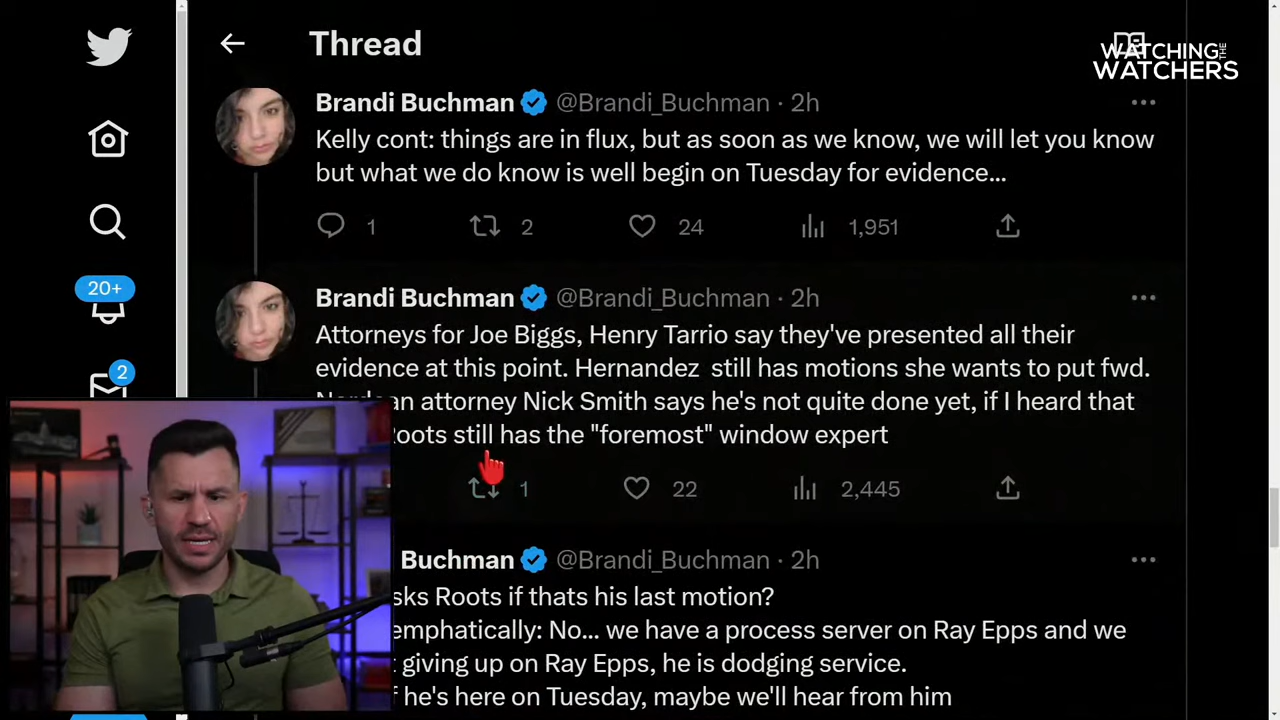 Thread
WATCHING THE
WATCHERS
Brandi Buchman @Brandi_Buchman · 2h
Kelly cont: things are in flux, but as soon as we know, we will let you know
but what we do know is well begin on Tuesday for evidence...
1 2 24 1,951
20+
Brandi Buchman @Brandi_Buchman · 2h
Attorneys for Joe Biggs, Henry Tarrio say they've presented all their
evidence at this point. Hernandez still has motions she wants to put fwd.
attorney Nick Smith says he's not quite done yet, if I heard that
Roots still has the "foremost" window expert
2
1 22 2,445
Buchman @Brandi_Buchman · 2h
Roots if thats his last motion?
emphatically: No... we have a process server on Ray Epps and we
giving up on Ray Epps, he is dodging service.
he's here on Tuesday, maybe we'll hear from him